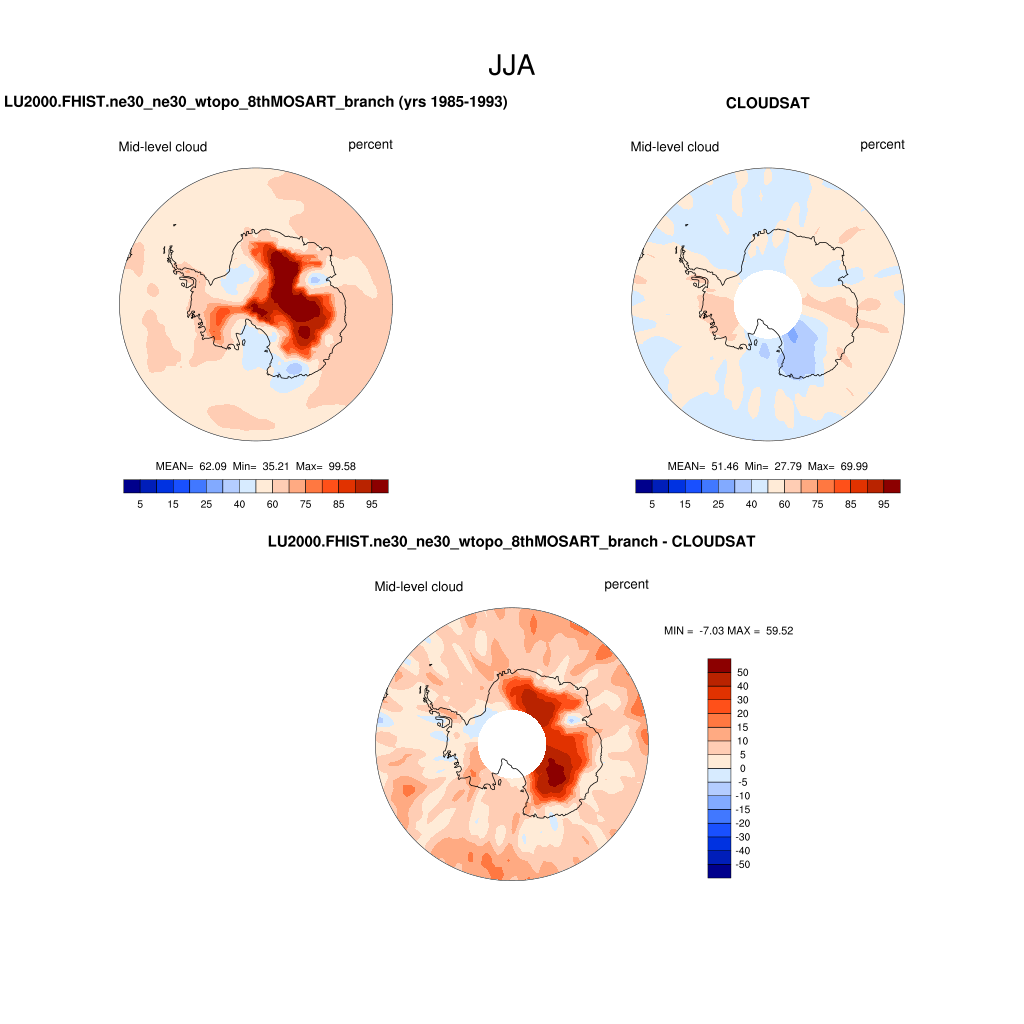 JJA
LU2000.FHIST.ne30_ne30_wtopo_8thMOSART_branch (yrs 1985-1993)
CLOUDSAT
Mid-level cloud percent
Mid-level cloud percent
MEAN= 62.09 Min= 35.21 Max= 99.58
MEAN= 51.46 Min= 27.79 Max= 69.99
5 15 25 40 60 75 85 95
5 15 25 40 60 75 85 95
LU2000.FHIST.ne30_ne30_wtopo_8thMOSART_branch - CLOUDSAT
Mid-level cloud percent
MIN = -7.03 MAX = 59.52
50
40
30
20
15
10
5
0
-5
-10
-15
-20
-30
-40
-50